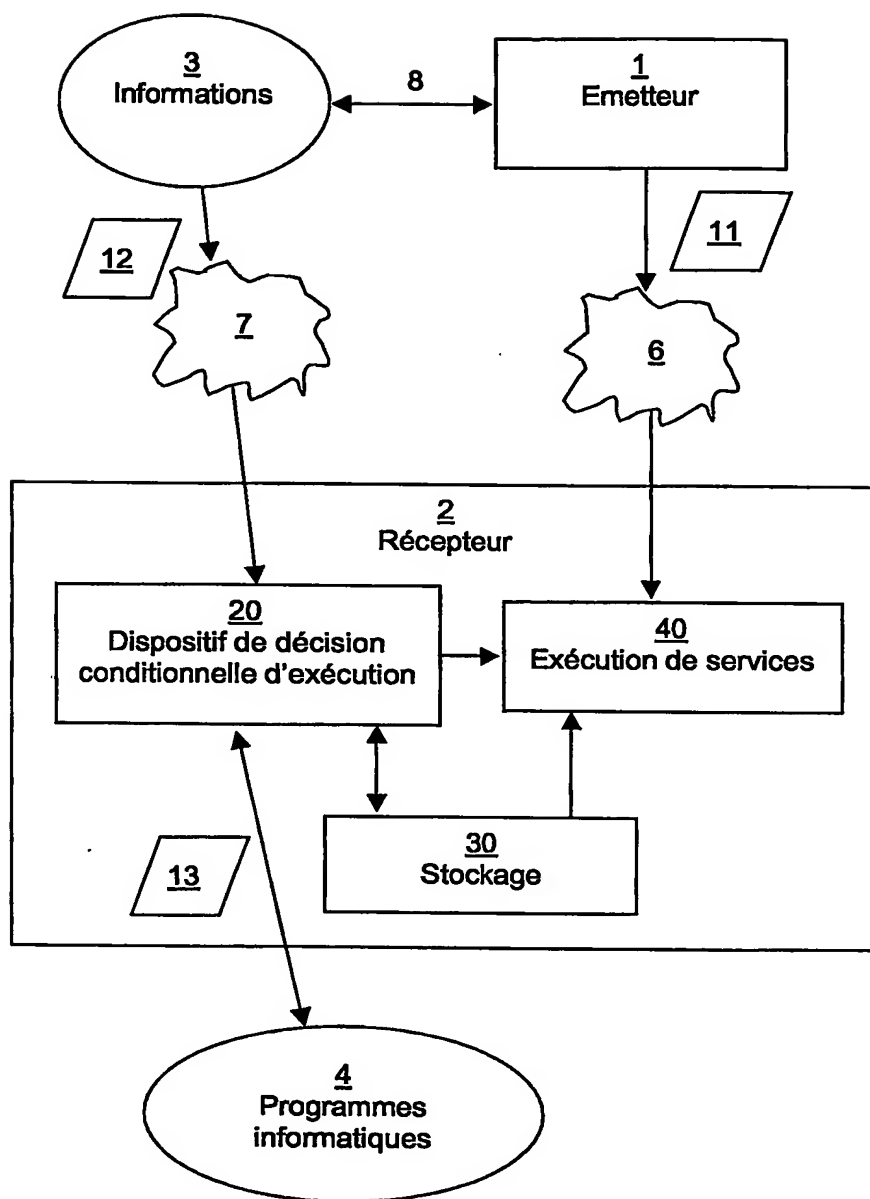 3
Informations
8
1
Emetteur
12
11
7
6
2
Récepteur
20
Dispositif de décision
conditionnelle d'exécution
40
Exécution de services
30
Stockage
13
4
Programmes
informatiques